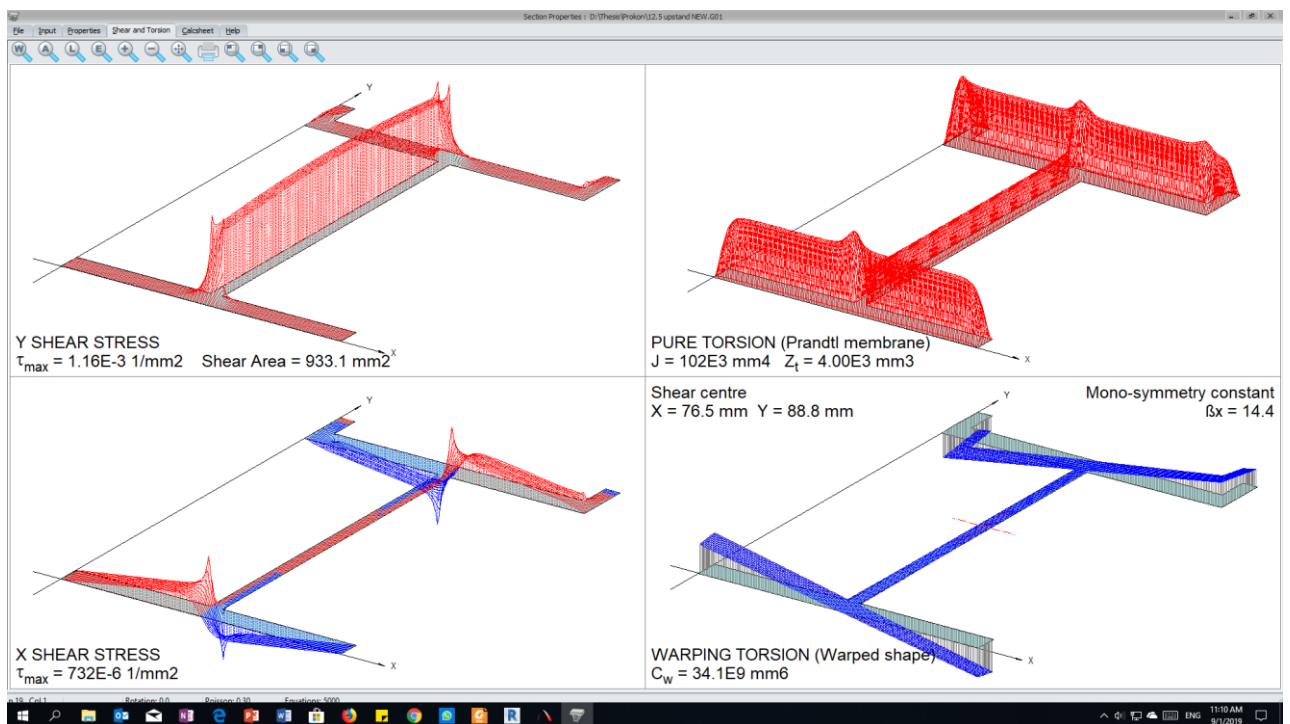 Section Properties : D:\Thesis\Prokon\12.5 upstand NEW.G01
File Input Properties Shear and Torsion Calcsheet Help
W A L E
Y
X
Y SHEAR STRESS
τmax = 1.16E-3 1/mm2 Shear Area = 933.1 mm2
Y
X
PURE TORSION (Prandtl membrane)
J = 102E3 mm4 Zt = 4.00E3 mm3
Y
X
X SHEAR STRESS
τmax = 732E-6 1/mm2
Shear centre
X = 76.5 mm Y = 88.8 mm
Mono-symmetry constant
ßx = 14.4
Y
X
WARPING TORSION (Warped shape)
Cw = 34.1E9 mm6
Col 1 Rotation: 0.0 Poisson: 0.30 Equations: 5000
ENG
11:10 AM
9/1/2019